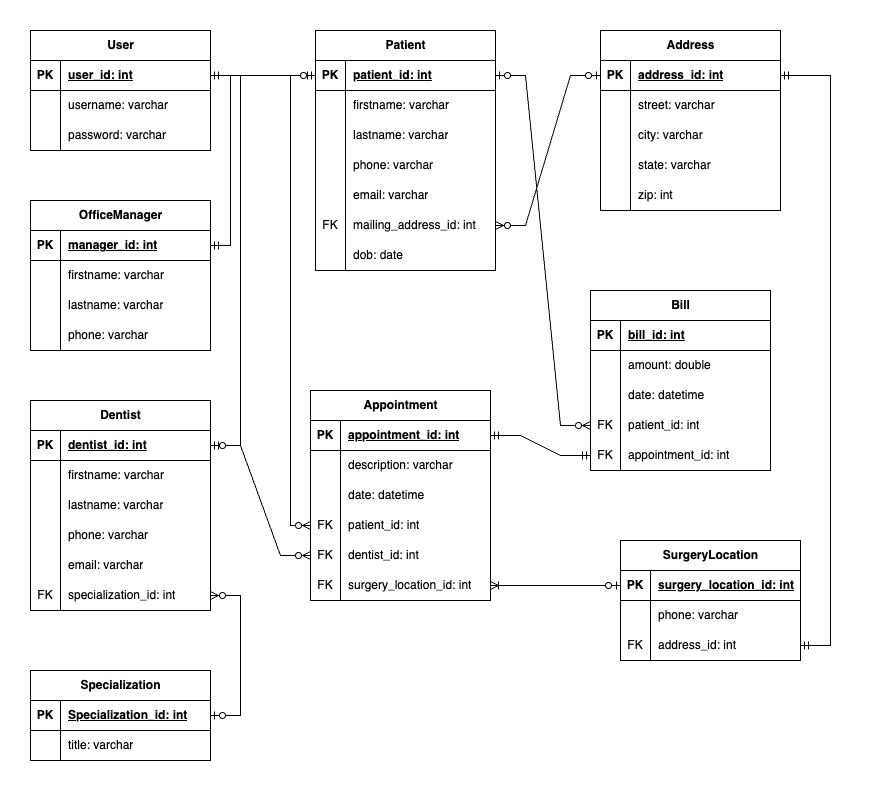 User
PK user_id: int
username: varchar
password: varchar
Patient
PK patient_id: int
firstname: varchar
lastname: varchar
phone: varchar
email: varchar
FK mailing_address_id: int
dob: date
Address
PK address_id: int
street: varchar
city: varchar
state: varchar
zip: int
OfficeManager
PK manager_id: int
firstname: varchar
lastname: varchar
phone: varchar
Bill
PK bill_id: int
amount: double
date: datetime
FK patient_id: int
FK appointment_id: int
Dentist
PK dentist_id: int
firstname: varchar
lastname: varchar
phone: varchar
email: varchar
FK specialization_id: int
Appointment
PK appointment_id: int
description: varchar
date: datetime
FK patient_id: int
FK dentist_id: int
FK surgery_location_id: int
SurgeryLocation
PK surgery_location_id: int
phone: varchar
FK address_id: int
Specialization
PK Specialization_id: int
title: varchar